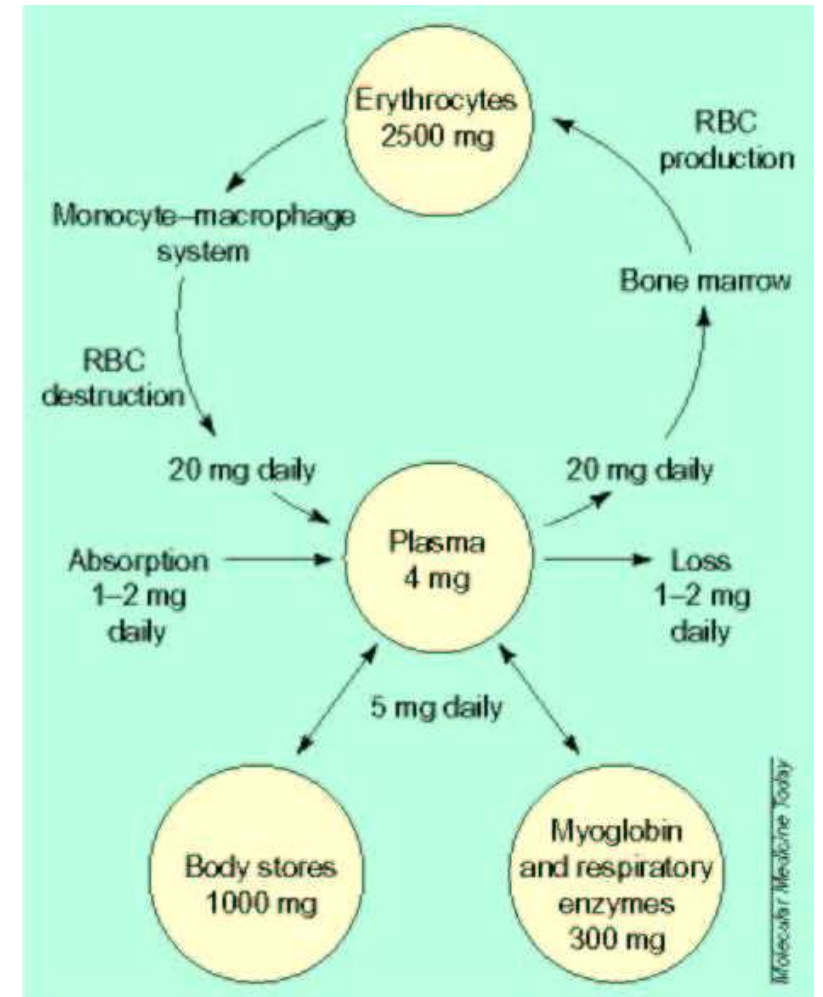 Erythrocytes
2500 mg
RBC
production
Monocyte–macrophage
system
Bone marrow
RBC
destruction
20 mg daily
20 mg daily
Plasma
4 mg
Absorption
1–2 mg
daily
Loss
1–2 mg
daily
5 mg daily
Body stores
1000 mg
Myoglobin
and respiratory
enzymes
300 mg
Molecular Medicine Today